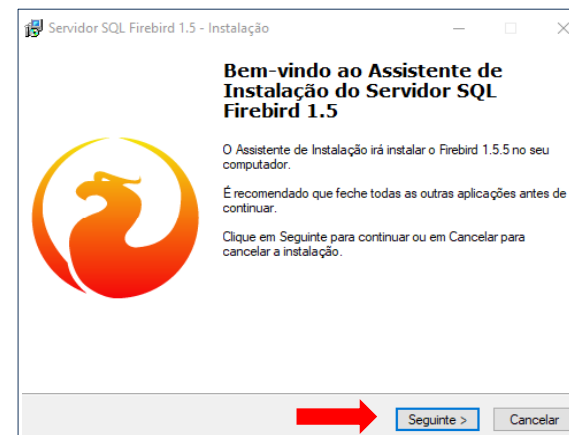 Servidor SQL Firebird 1.5 - Instalação
Bem-vindo ao Assistente de
Instalação do Servidor SQL
Firebird 1.5
O Assistente de Instalação irá instalar o Firebird 1.5.5 no seu
computador.
É recomendado que feche todas as outras aplicações antes de
continuar.
Clique em Seguinte para continuar ou em Cancelar para
cancelar a instalação.
Seguinte >
Cancelar